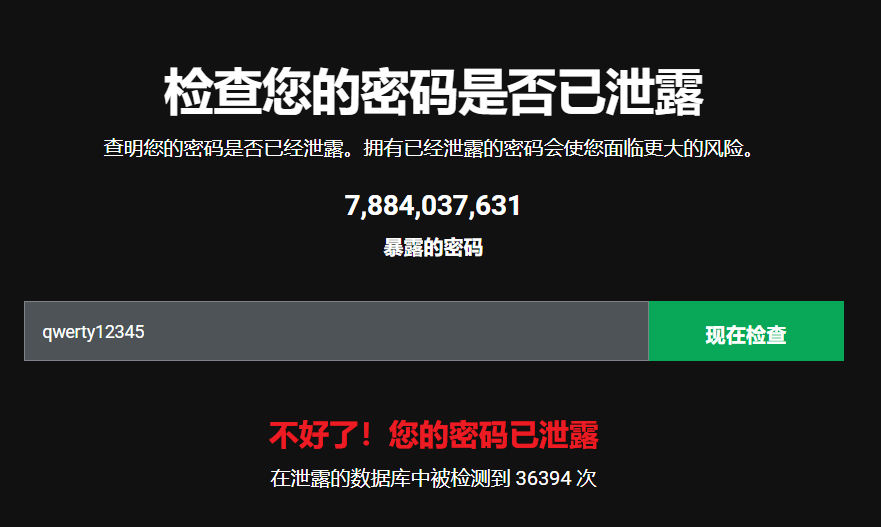 检查您的密码是否已泄露
查明您的密码是否已经泄露。拥有已经泄露的密码会使您面临更大的风险。
7,884,037,631
暴露的密码
qwerty12345
现在检查
不好了！您的密码已泄露
在泄露的数据库中被检测到 36394 次